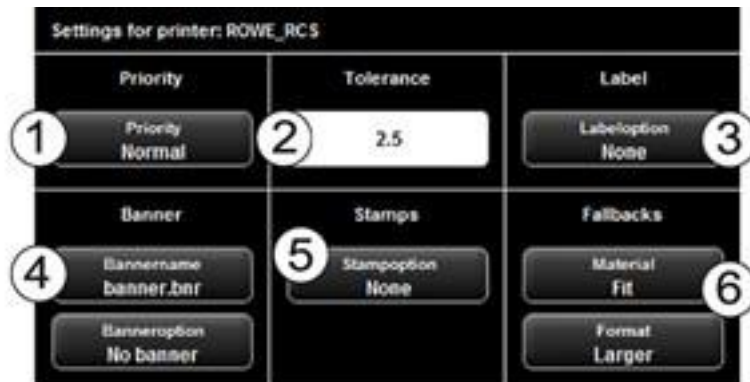 Settings for printer: ROWE_RCS
Priority
Tolerance
Label
1
Priority
Normal
2
2.5
Labeloption
None
3
Banner
Stamps
Fallbacks
4
Bannername
banner.bnr
5
Stampoption
None
Material
Fit
6
Banneroption
No banner
Format
Larger